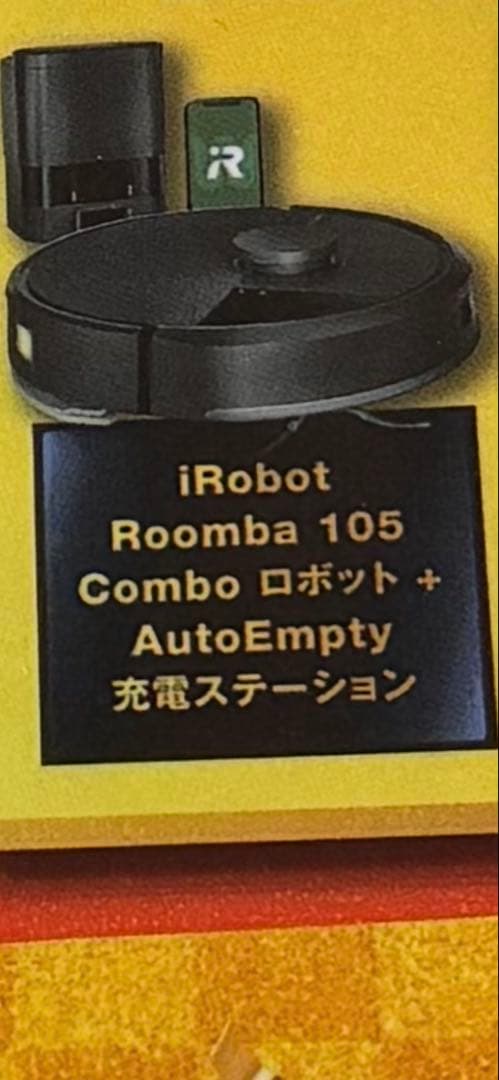 iR
iRobot
Roomba 105
Combo ロボット +
AutoEmpty
充電ステーション